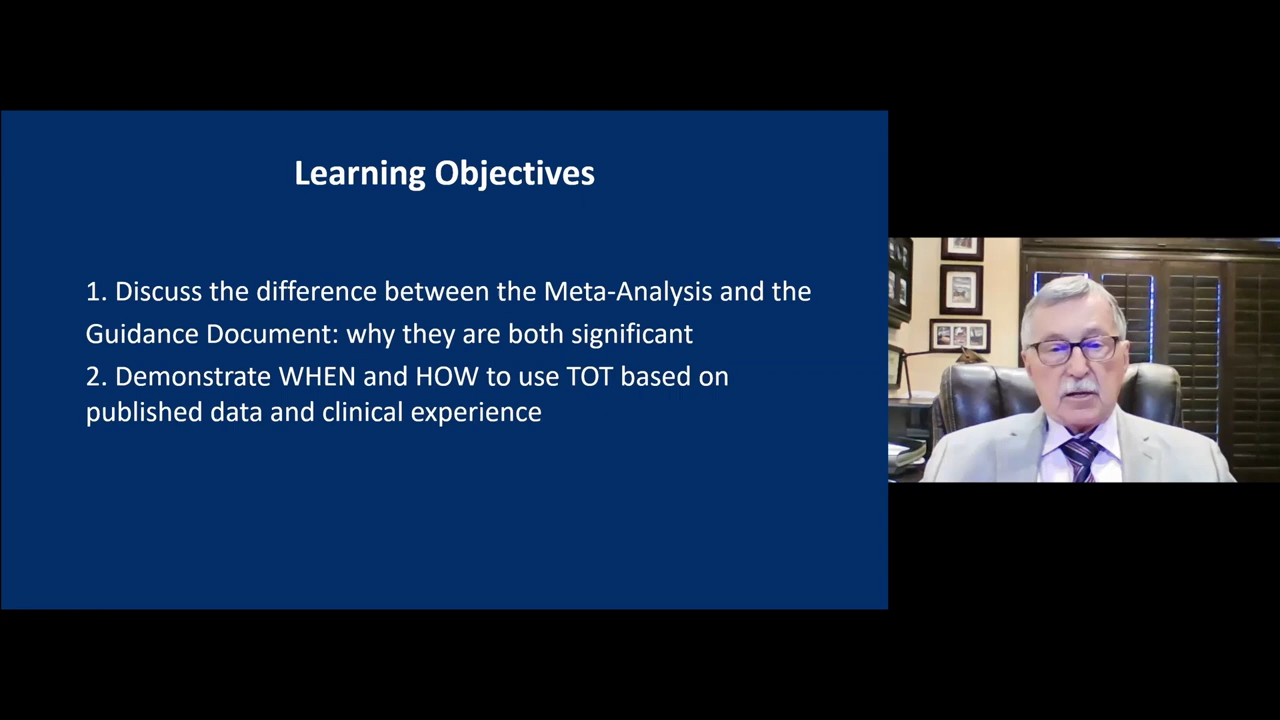 Learning Objectives
1. Discuss the difference between the Meta-Analysis and the
Guidance Document: why they are both significant
2. Demonstrate WHEN and HOW to use TOT based on
published data and clinical experience